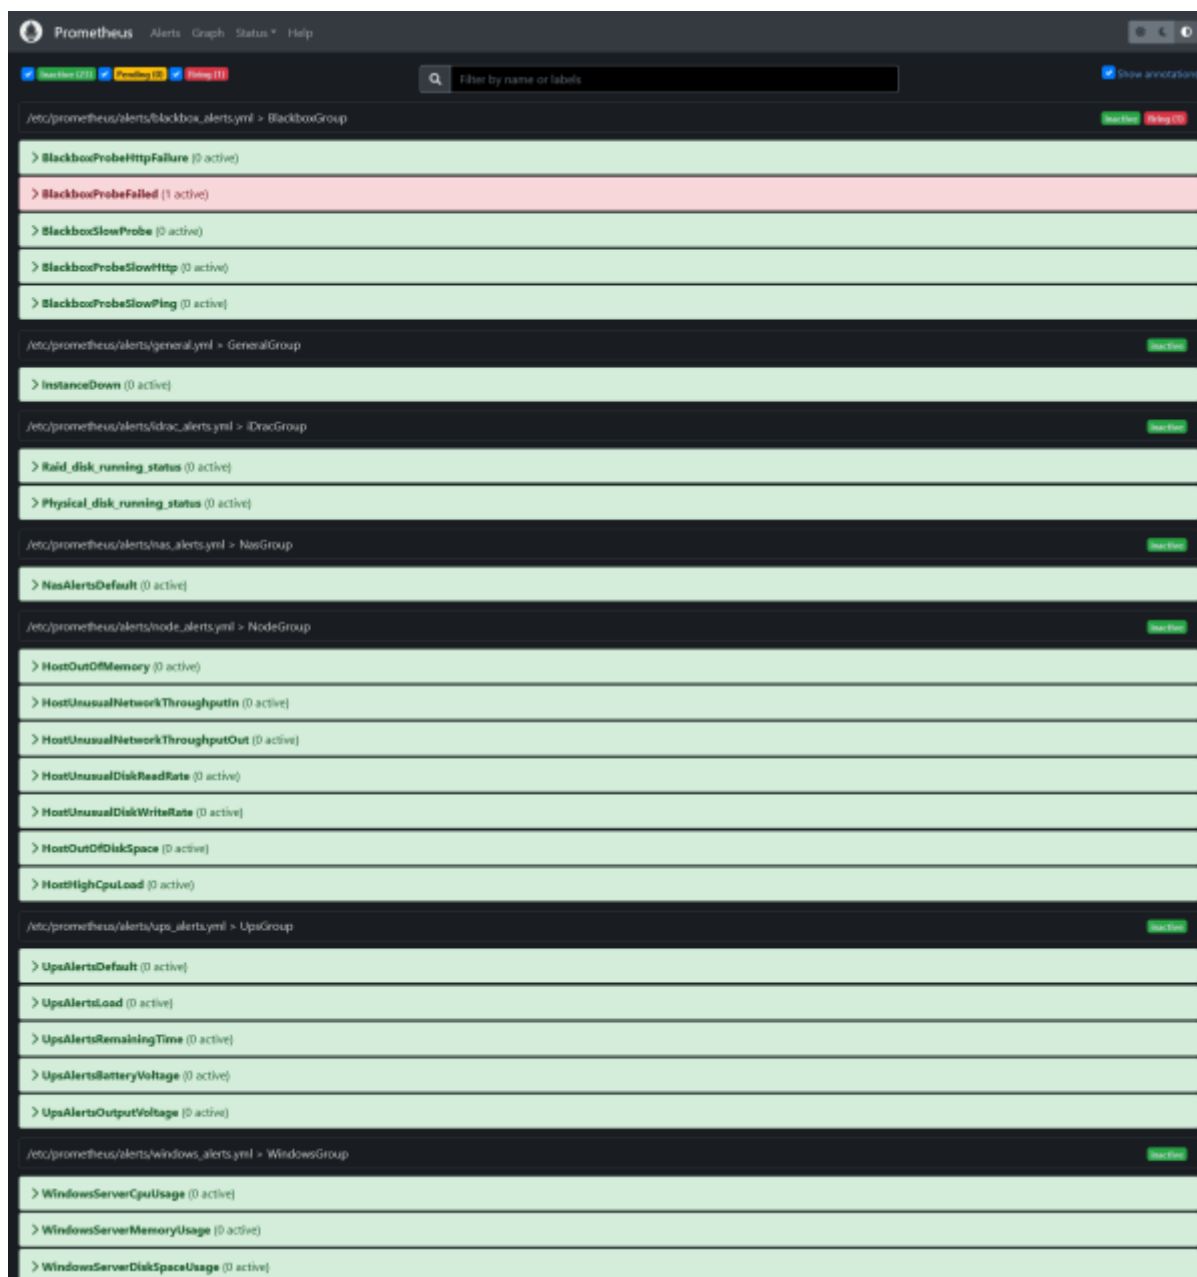 Prometheus Alerts Graph Status Help
Inactive (23) Pending (0) Firing (1) Filter by name or labels Show annotations
/etc/prometheus/alerts/blackbox_alerts.yml > BlackboxGroup Inactive Firing (1)
BlackboxProbeHttpFailure (0 active)
BlackboxProbeFailed (1 active)
BlackboxSlowProbe (0 active)
BlackboxProbeSlowHttp (0 active)
BlackboxProbeSlowPing (0 active)
/etc/prometheus/alerts/general.yml > GeneralGroup Inactive
InstanceDown (0 active)
/etc/prometheus/alerts/idrac_alerts.yml > iDracGroup Inactive
Raid_disk_running_status (0 active)
Physical_disk_running_status (0 active)
/etc/prometheus/alerts/nas_alerts.yml > NasGroup Inactive
NasAlertsDefault (0 active)
/etc/prometheus/alerts/node_alerts.yml > NodeGroup Inactive
HostOutOfMemory (0 active)
HostUnusualNetworkThroughputIn (0 active)
HostUnusualNetworkThroughputOut (0 active)
HostUnusualDiskReadRate (0 active)
HostUnusualDiskWriteRate (0 active)
HostOutOfDiskSpace (0 active)
HostHighCpuLoad (0 active)
/etc/prometheus/alerts/ups_alerts.yml > UpsGroup Inactive
UpsAlertsDefault (0 active)
UpsAlertsLoad (0 active)
UpsAlertsRemainingTime (0 active)
UpsAlertsBatteryVoltage (0 active)
UpsAlertsOutputVoltage (0 active)
/etc/prometheus/alerts/windows_alerts.yml > WindowsGroup Inactive
WindowsServerCpuUsage (0 active)
WindowsServerMemoryUsage (0 active)
WindowsServerDiskSpaceUsage (0 active)